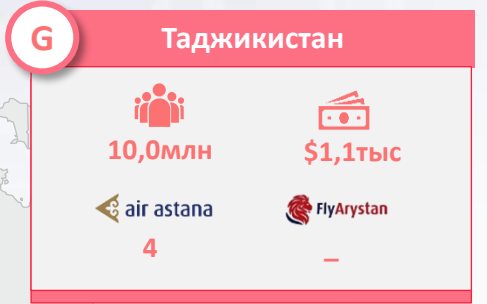 G
Таджикистан
10,0млн
$1,1тыс
air astana
FlyArystan
4
–